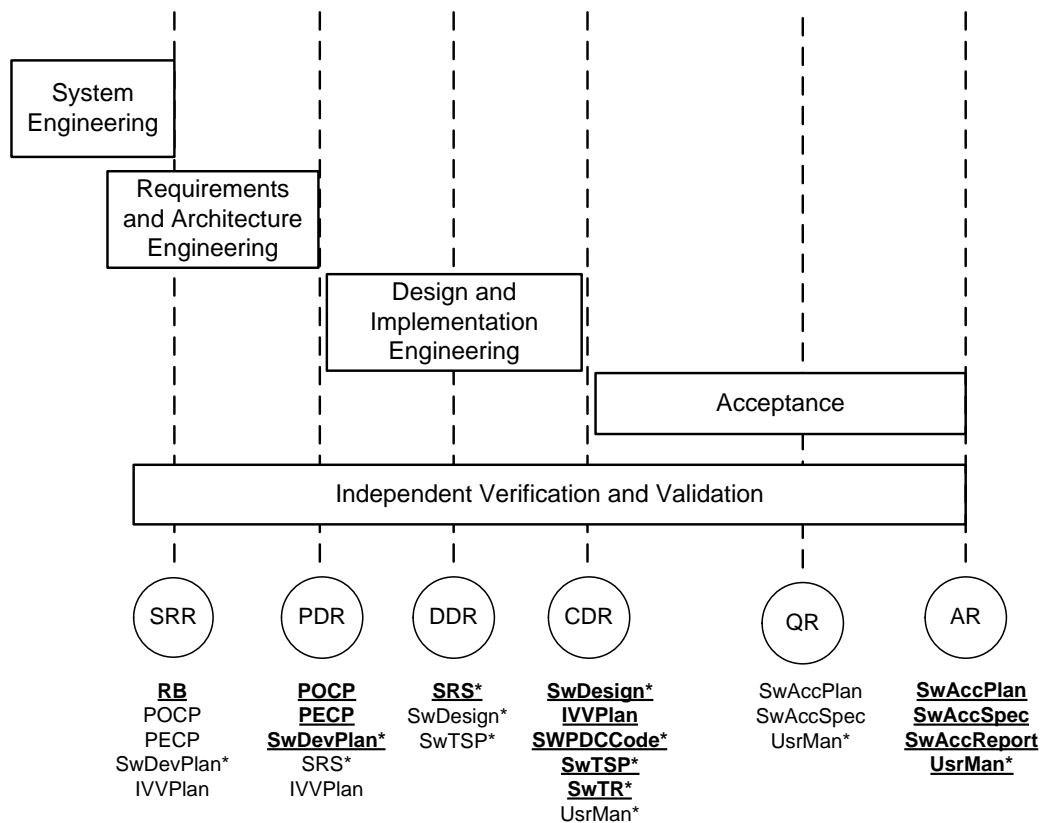 System
Engineering
Requirements
and Architecture
Engineering
Design and
Implementation
Engineering
Acceptance
Independent Verification and Validation
SRR
PDR
DDR
CDR
QR
AR
RB
POCP
PECP
SwDevPlan*
IVVPlan
POCP
PECP
SwDevPlan*
SRS*
IVVPlan
SRS*
SwDesign*
SwTSP*
SwDesign*
IVVPlan
SWPDCCode*
SwTSP*
SwTR*
UsrMan*
SwAccPlan
SwAccSpec
UsrMan*
SwAccPlan
SwAccSpec
SwAccReport
UsrMan*